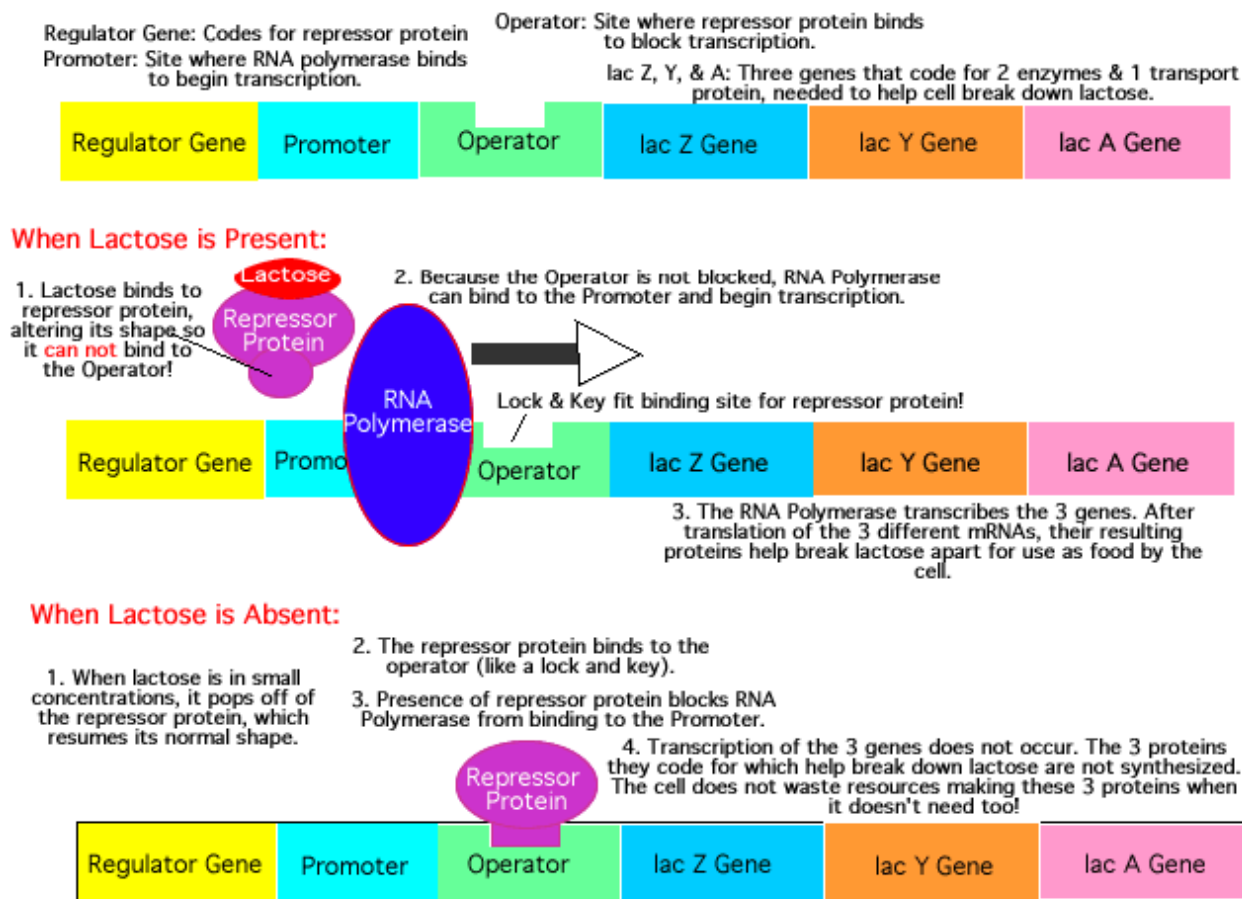 Regulator Gene: Codes for repressor protein
Promoter: Site where RNA polymerase binds
to begin transcription.
Operator: Site where repressor protein binds
to block transcription.
lac Z, Y, & A: Three genes that code for 2 enzymes & 1 transport
protein, needed to help cell break down lactose.
Regulator Gene
Promoter
Operator
lac Z Gene
lac Y Gene
lac A Gene
When Lactose is Present:
Lactose
Repressor
Protein
1. Lactose binds to
repressor protein,
altering its shape so
it can not bind to
the Operator!
2. Because the Operator is not blocked, RNA Polymerase
can bind to the Promoter and begin transcription.
RNA
Polymerase
Lock & Key fit binding site for repressor protein!
Regulator Gene
Promo
Operator
lac Z Gene
lac Y Gene
lac A Gene
3. The RNA Polymerase transcribes the 3 genes. After
translation of the 3 different mRNAs, their resulting
proteins help break lactose apart for use as food by the
cell.
When Lactose is Absent:
1. When lactose is in small
concentrations, it pops off of
the repressor protein, which
resumes its normal shape.
2. The repressor protein binds to the
operator (like a lock and key).
3. Presence of repressor protein blocks RNA
Polymerase from binding to the Promoter.
4. Transcription of the 3 genes does not occur. The 3 proteins
they code for which help break down lactose are not synthesized.
The cell does not waste resources making these 3 proteins when
it doesn't need too!
Repressor
Protein
Regulator Gene
Promoter
Operator
lac Z Gene
lac Y Gene
lac A Gene